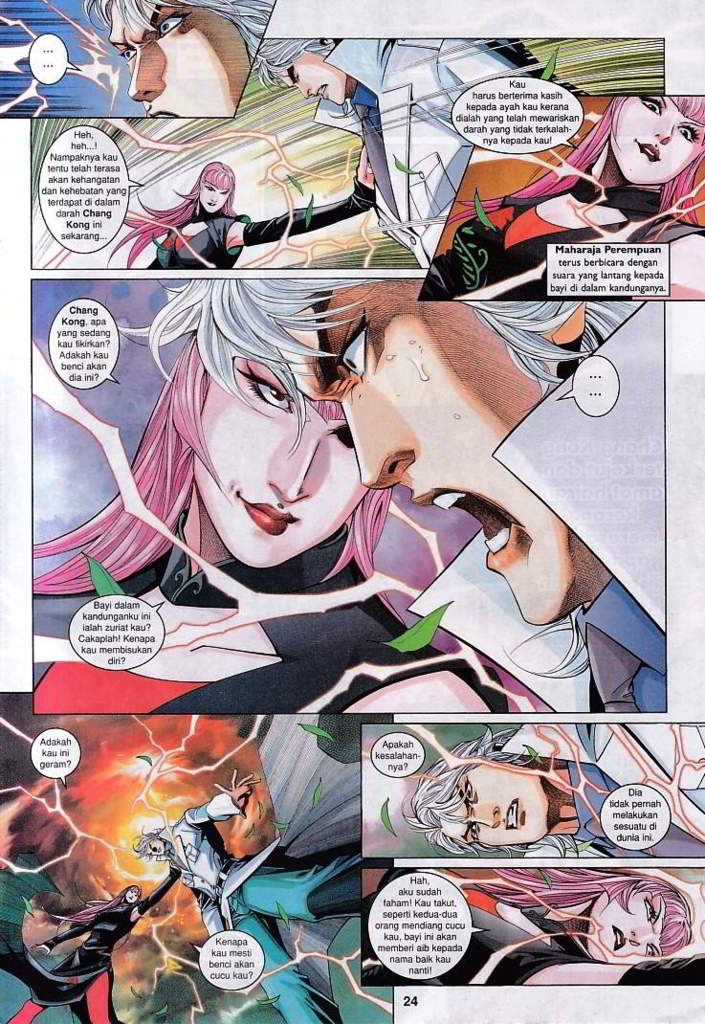 ...
...
Heh,
heh...!
Nampaknya kau
tentu telah terasa
akan kehangatan
dan kehebatan yang
terdapat di dalam
darah Chang
Kong ini
sekarang...
Kau
harus berterima kasih
kepada ayah kau kerana
dialah yang telah mewariskan
darah yang tidak terkalah-
nya kepada kau!
Maharaja Perempuan
terus berbicara dengan
suara yang lantang kepada
bayi di dalam kandunganya.
Chang
Kong, apa
yang sedang
kau fikirkan?
Adakah kau
benci akan
dia ini?
...
...
Bayi dalam
kandunganku ini
ialah zuriat kau?
Cakaplah! Kenapa
kau membisukan
diri?
Adakah
kau ini
geram?
Kenapa
kau mesti
benci akan
cucu kau?
Apakah
kesalahan-
nya?
Dia
tidak pernah
melakukan
sesuatu di
dunia ini.
Hah,
aku sudah
faham! Kau takut,
seperti kedua-dua
orang mendiang cucu
kau, bayi ini akan
memberi aib kepada
nama baik kau
nanti!
24